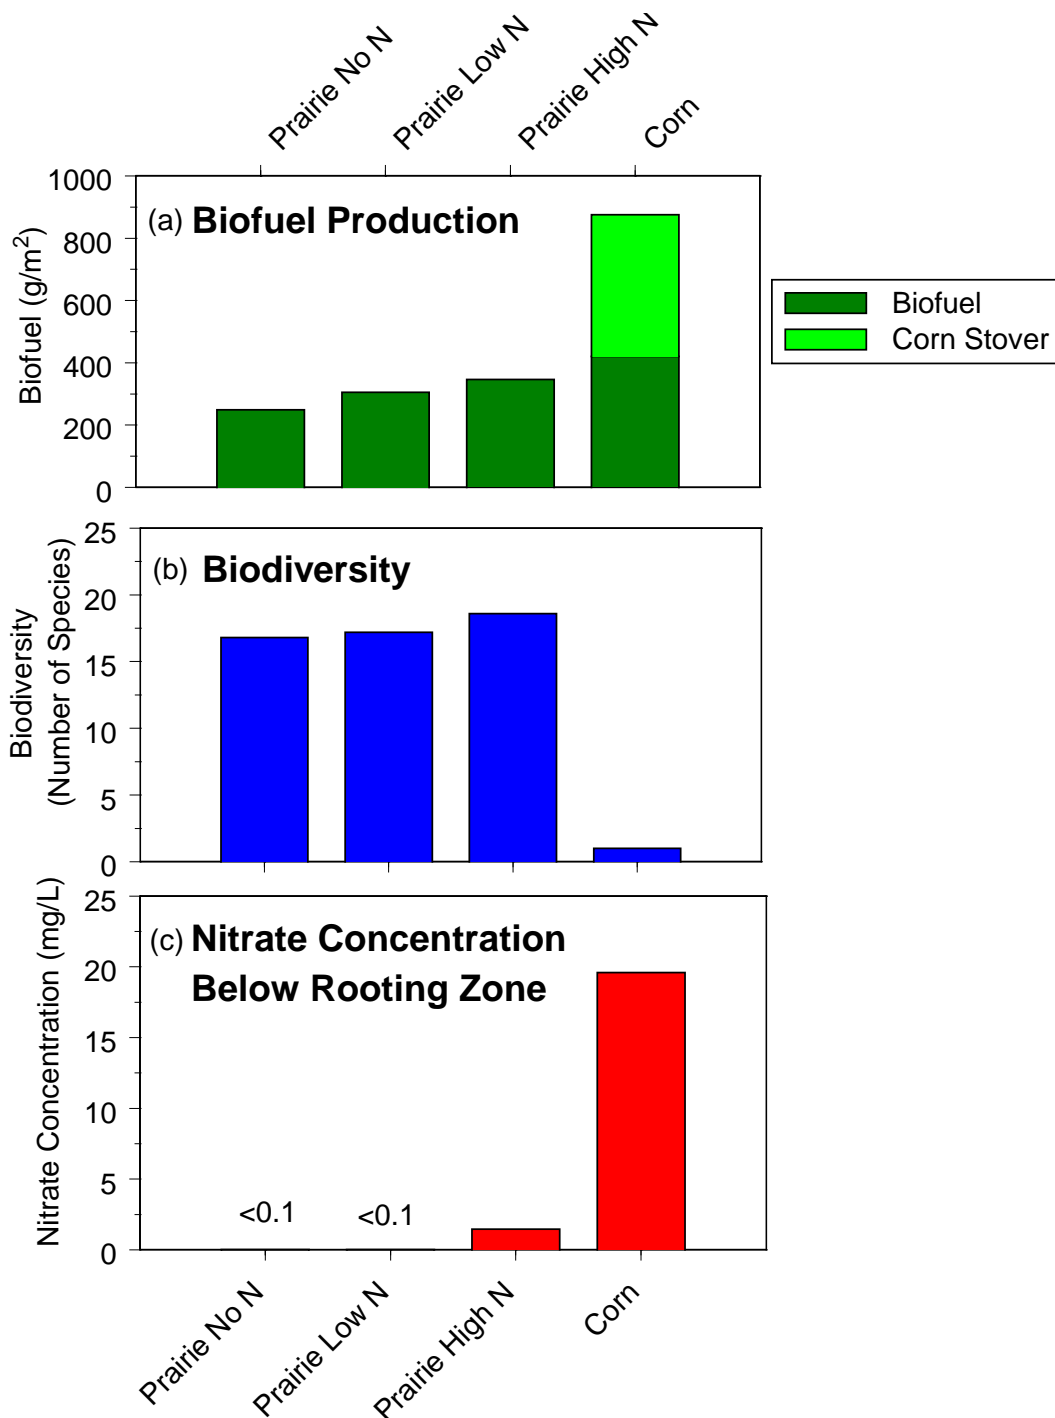 Prairie No N
Prairie Low N
Prairie High N
Corn
1000
800
600
400
200
0
Biofuel (g/m²)
(a) Biofuel Production
Biofuel
Corn Stover
25
20
15
10
5
0
Biodiversity
(Number of Species)
(b) Biodiversity
25
20
15
10
5
0
Nitrate Concentration (mg/L)
(c) Nitrate Concentration
Below Rooting Zone
<0.1
<0.1
Prairie No N
Prairie Low N
Prairie High N
Corn